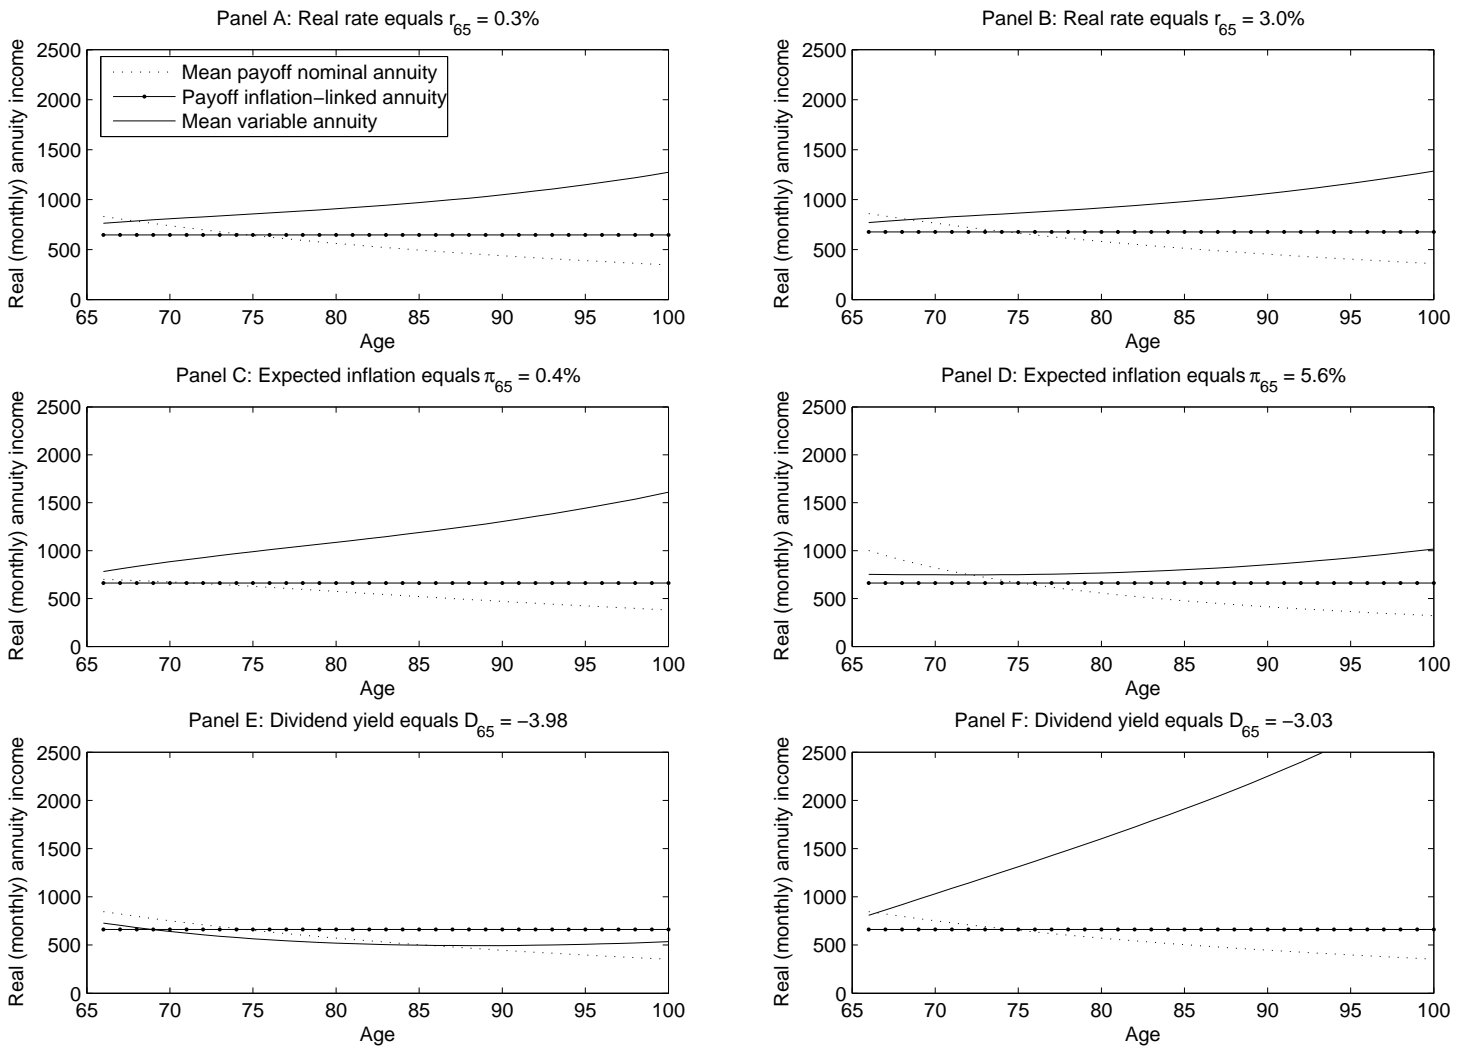 Panel A: Real rate equals r65 = 0.3%
Real (monthly) annuity income
2500
2000
1500
1000
500
0
Mean payoff nominal annuity
Payoff inflation−linked annuity
Mean variable annuity
65 70 75 80 85 90 95 100
Age
Panel B: Real rate equals r65 = 3.0%
Real (monthly) annuity income
2500
2000
1500
1000
500
0
65 70 75 80 85 90 95 100
Age
Panel C: Expected inflation equals π65 = 0.4%
Real (monthly) annuity income
2500
2000
1500
1000
500
0
65 70 75 80 85 90 95 100
Age
Panel D: Expected inflation equals π65 = 5.6%
Real (monthly) annuity income
2500
2000
1500
1000
500
0
65 70 75 80 85 90 95 100
Age
Panel E: Dividend yield equals D65 = −3.98
Real (monthly) annuity income
2500
2000
1500
1000
500
0
65 70 75 80 85 90 95 100
Age
Panel F: Dividend yield equals D65 = −3.03
Real (monthly) annuity income
2500
2000
1500
1000
500
0
65 70 75 80 85 90 95 100
Age